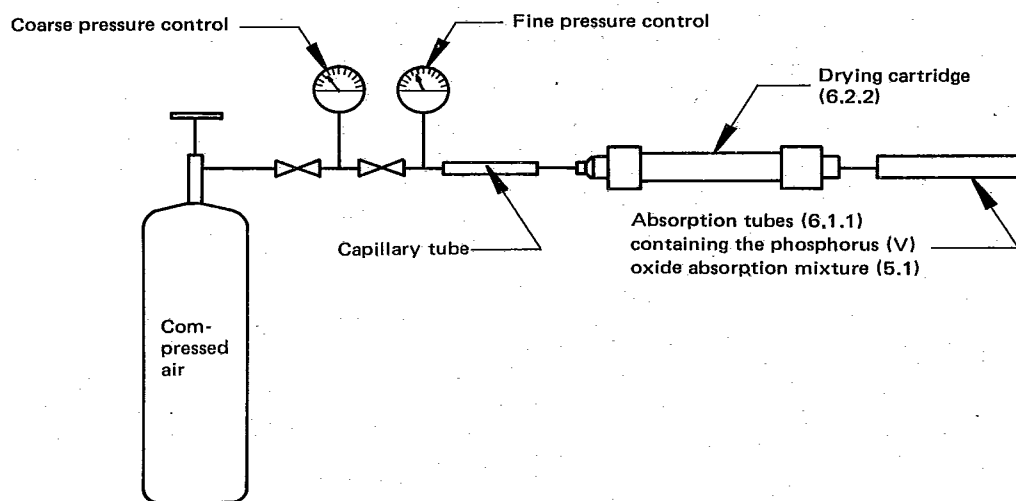 Coarse pressure control
Fine pressure control
Drying cartridge
(6.2.2)
Capillary tube
Absorption tubes (6.1.1)
containing the phosphorus (V)
oxide absorption mixture (5.1)
Com-
pressed
air